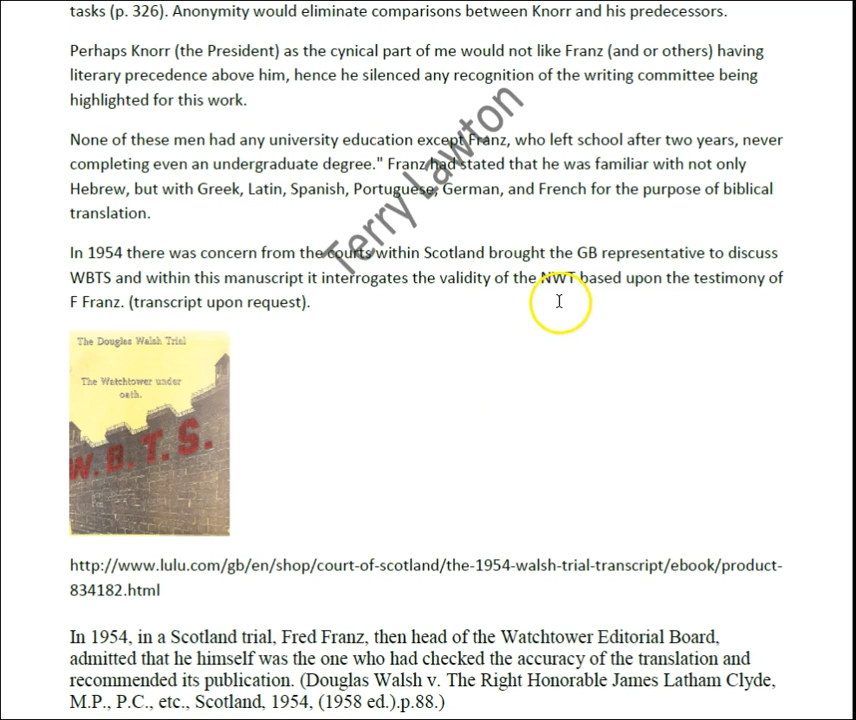 tasks (p. 326). Anonymity would eliminate comparisons between Knorr and his predecessors.
Perhaps Knorr (the President) as the cynical part of me would not like Franz (and or others) having
literary precedence above him, hence he silenced any recognition of the writing committee being
highlighted for this work.
None of these men had any university education except Franz, who left school after two years, never
completing even an undergraduate degree." Franz had stated that he was familiar with not only
Hebrew, but with Greek, Latin, Spanish, Portuguese, German, and French for the purpose of biblical
translation.
In 1954 there was concern from the courts within Scotland brought the GB representative to discuss
WBTS and within this manuscript it interrogates the validity of the NWT based upon the testimony of
F Franz. (transcript upon request).
Terry Lawton
The Douglas Walsh Trial
The Watchtower under
oath.
W.B.T.S.
http://www.lulu.com/gb/en/shop/court-of-scotland/the-1954-walsh-trial-transcript/ebook/product-
834182.html
In 1954, in a Scotland trial, Fred Franz, then head of the Watchtower Editorial Board,
admitted that he himself was the one who had checked the accuracy of the translation and
recommended its publication. (Douglas Walsh v. The Right Honorable James Latham Clyde,
M.P., P.C., etc., Scotland, 1954, (1958 ed.).p.88.)